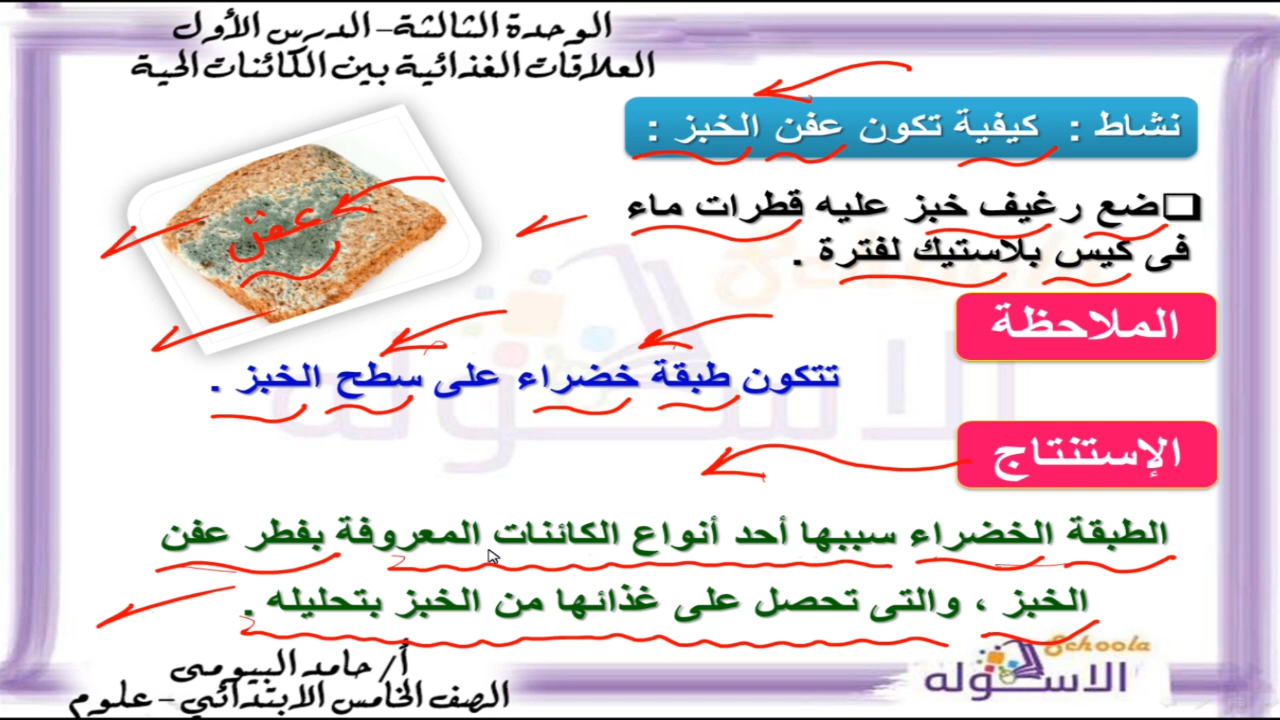 الوحدة الثالثة- الدرس الأول
العلاقات الغذائية بين الكائنات الحية
نشاط : كيفية تكون عفن الخبز :
ضع رغيف خبز عليه قطرات ماء
فى كيس بلاستيك لفترة .
عفن
الملاحظة
تتكون طبقة خضراء على سطح الخبز .
الإستنتاج
الطبقة الخضراء سببها أحد أنواع الكائنات المعروفة بفطر عفن
الخبز ، والتى تحصل على غذائها من الخبز بتحليله .
أ/ حامد البيومى
الصف الخامس الابتدائي - علوم
Schoola
الاسكوله